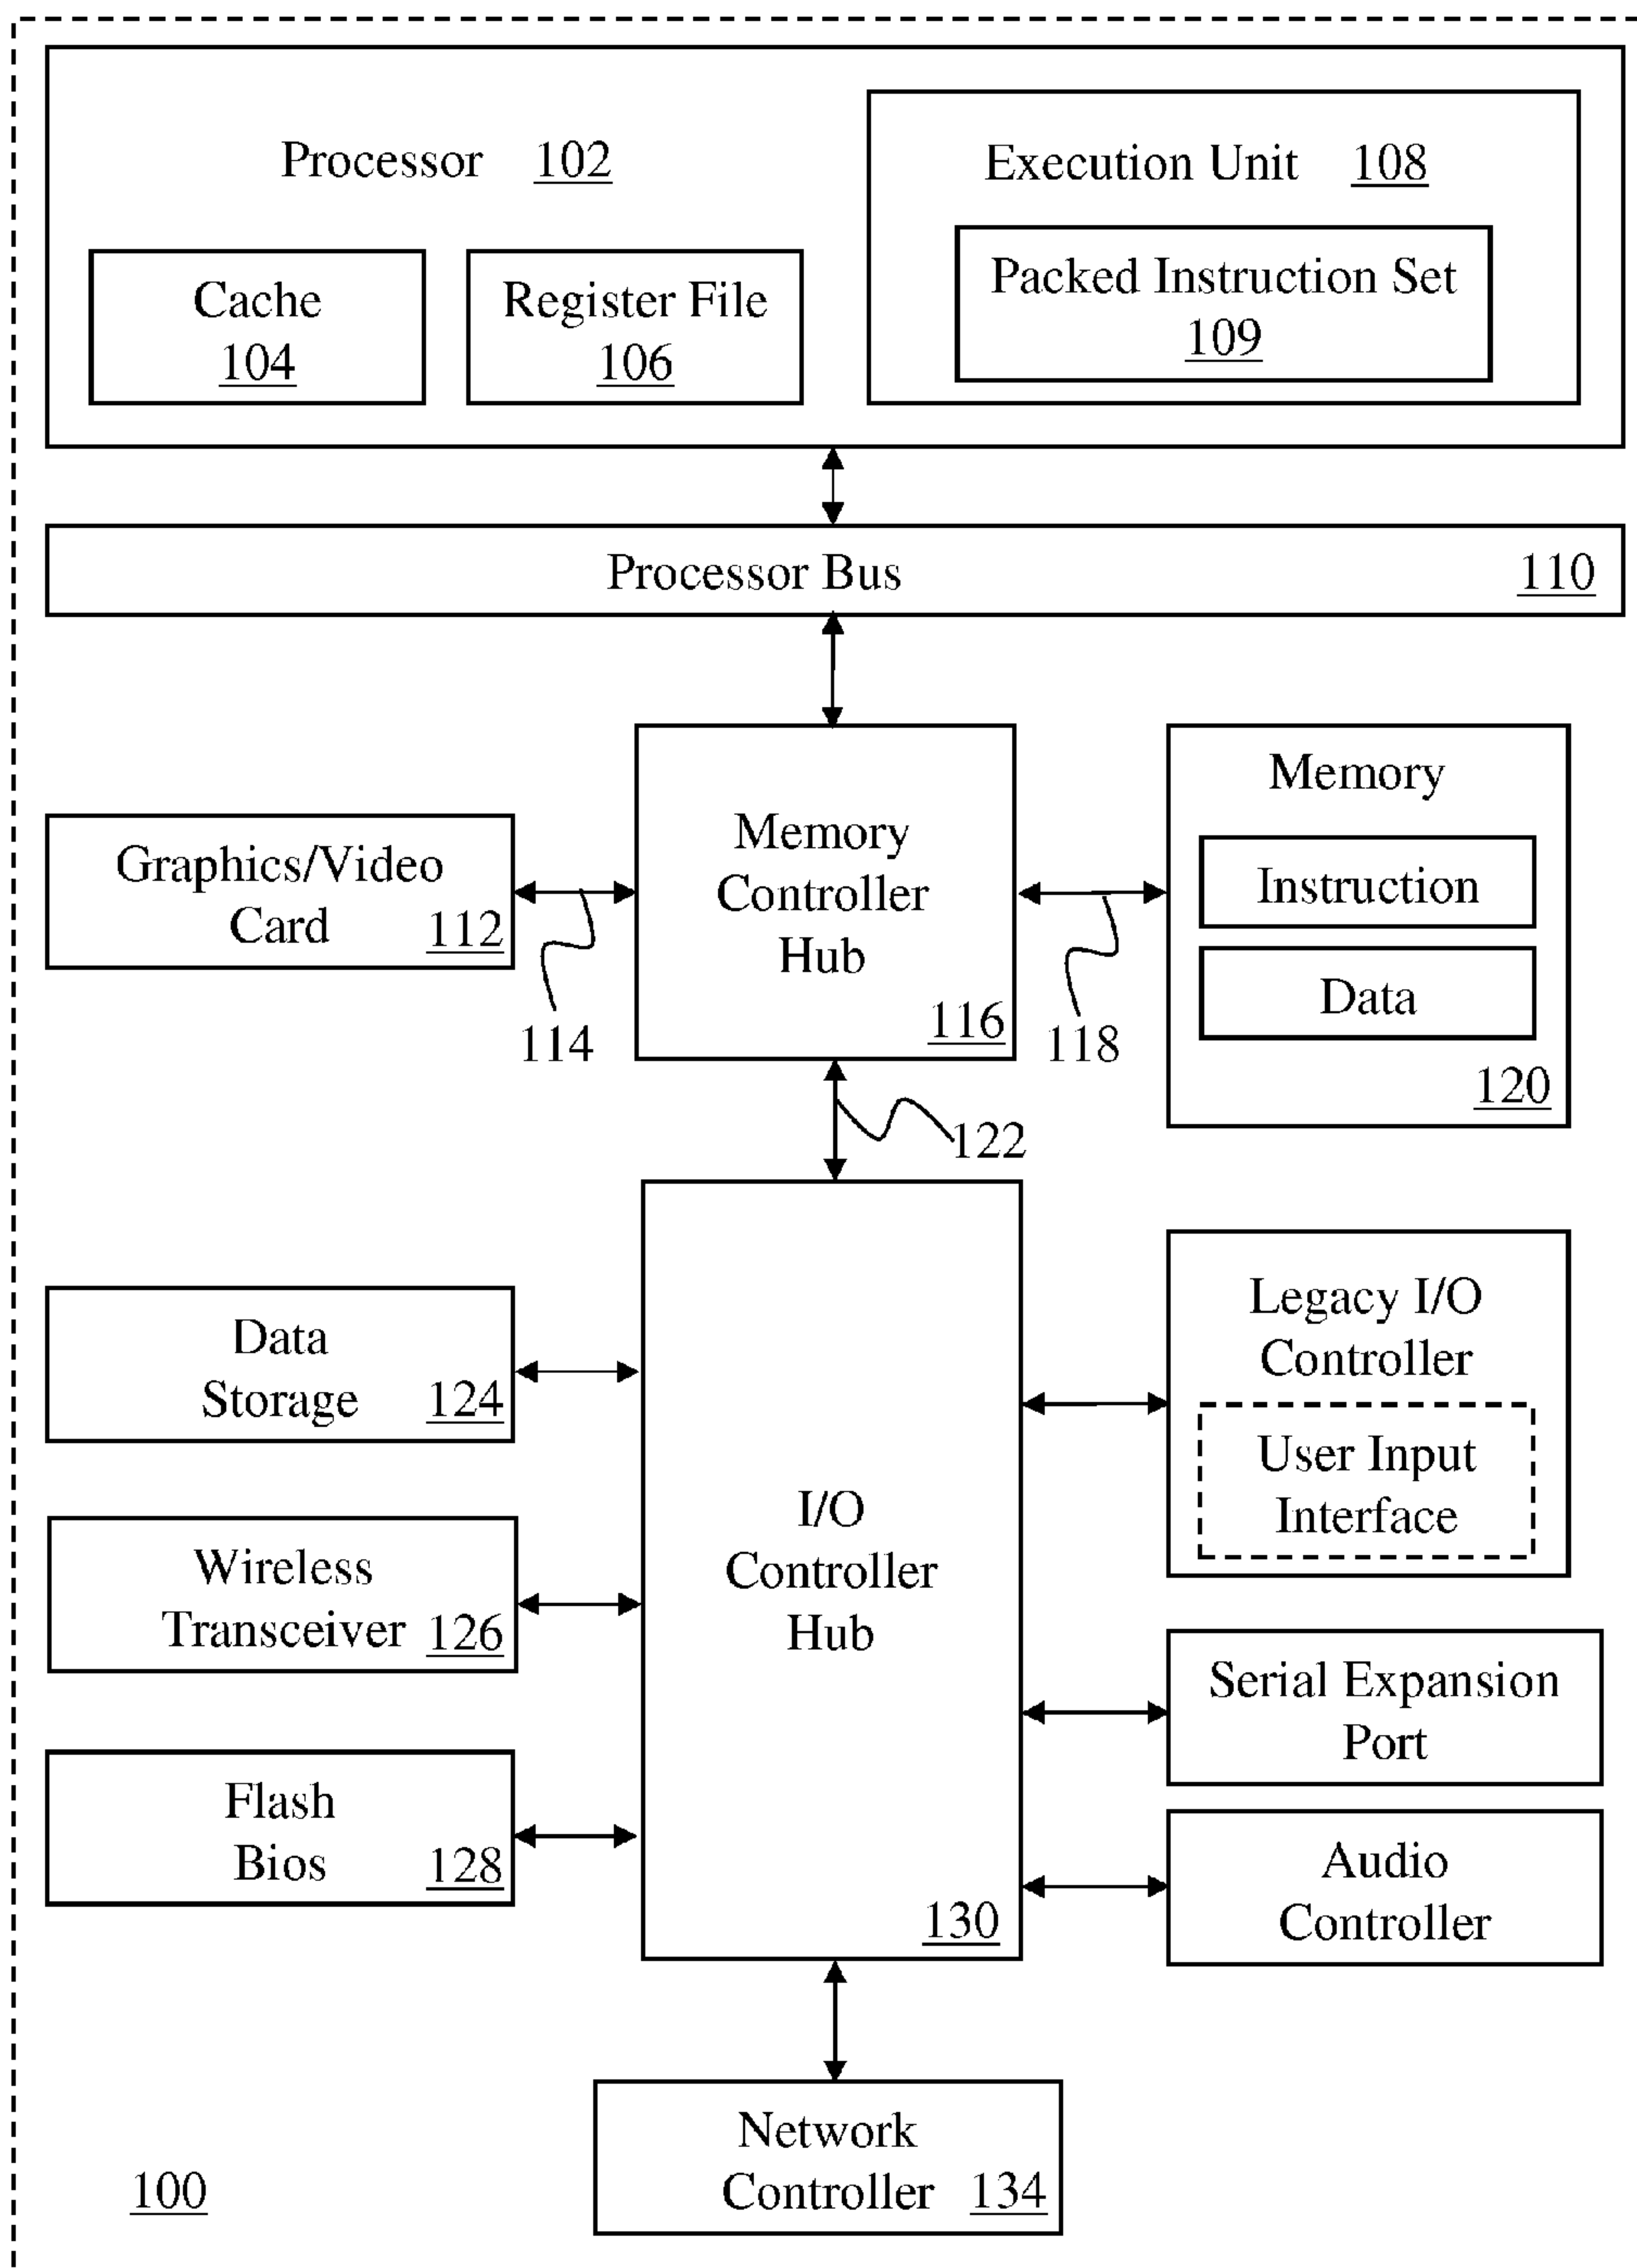 Processor 102
Execution Unit 108
Packed Instruction Set
109
Cache
104
Register File
106
Processor Bus 110
Graphics/Video
Card 112
114
Memory
Controller
Hub
116
118
Memory
Instruction
Data
120
122
Data
Storage 124
Wireless
Transceiver 126
Flash
Bios 128
I/O
Controller
Hub
130
Legacy I/O
Controller
User Input
Interface
Serial Expansion
Port
Audio
Controller
Network
Controller 134
100